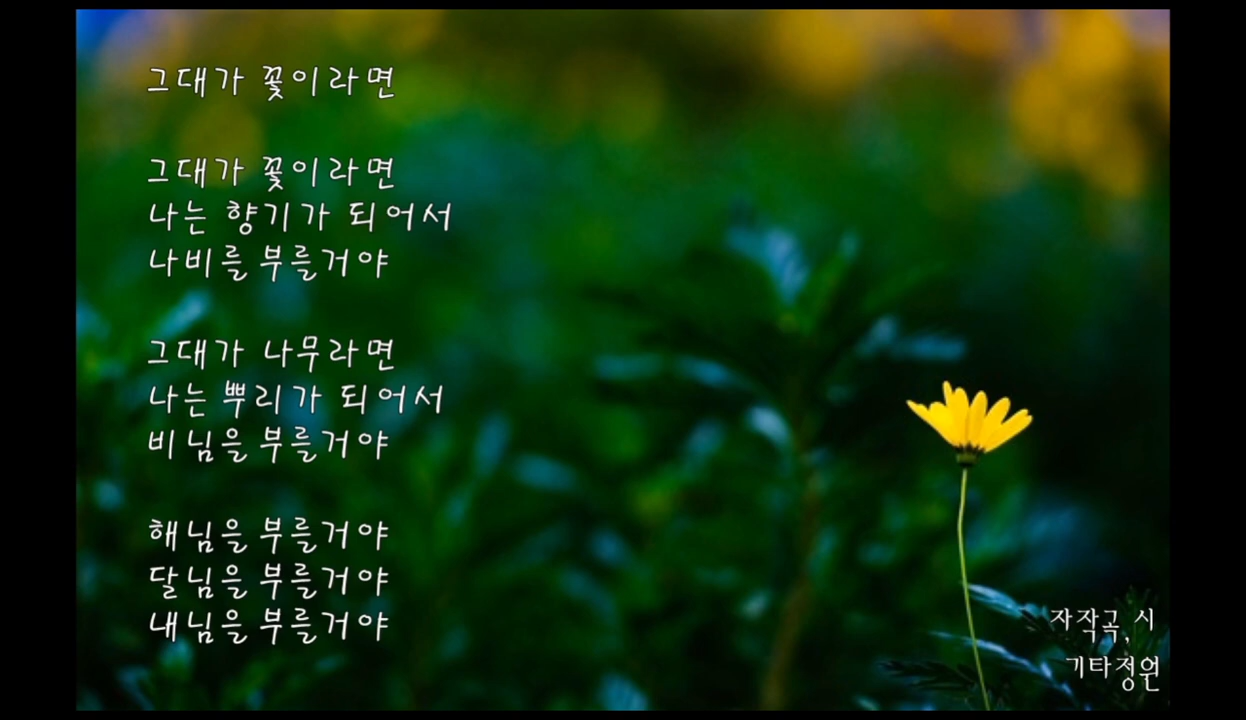 그대가 꽃이라면
그대가 꽃이라면
나는 향기가 되어서
나비를 부를거야
그대가 나무라면
나는 뿌리가 되어서
비님을 부를거야
해님을 부를거야
달님을 부를거야
내님을 부를거야
자작곡,시
기타정원